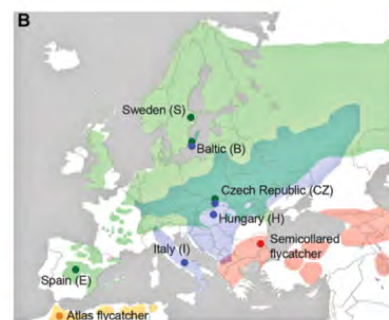 B
Sweden (S)
Baltic (B)
Czech Republic (CZ)
Hungary (H)
Semicollared
flycatcher
Italy (I)
Spain (E)
Atlas flycatcher